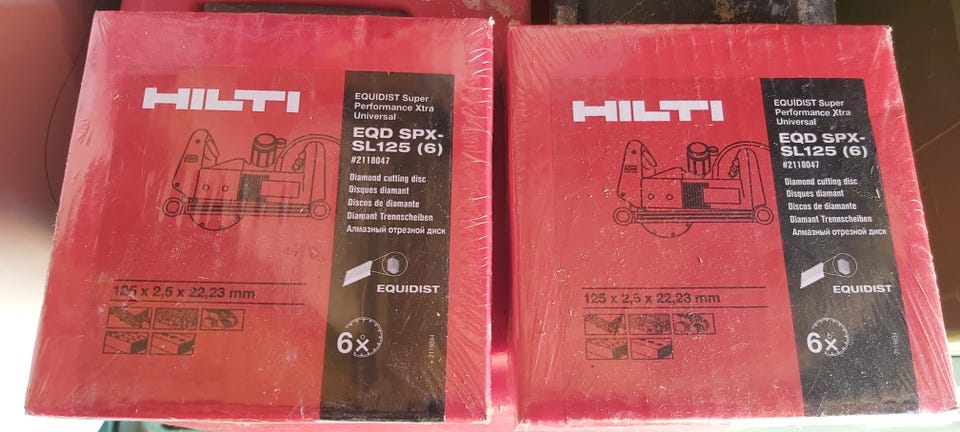 HILTI
EQUIDIST Super
Performance Xtra
Universal
EQD SPX-
SL125 (6)
#2118047
Diamond cutting disc
Disques diamant
Discos de diamante
Diamant Trennscheiben
Алмазный отрезной диск
EQUIDIST
125 x 2,5 x 22,23 mm
6x
HILTI
EQUIDIST Super
Performance Xtra
Universal
EQD SPX-
SL125 (6)
#2118047
Diamond cutting disc
Disques diamant
Discos de diamante
Diamant Trennscheiben
Алмазный отрезной диск
EQUIDIST
125 x 2,5 x 22,23 mm
6x